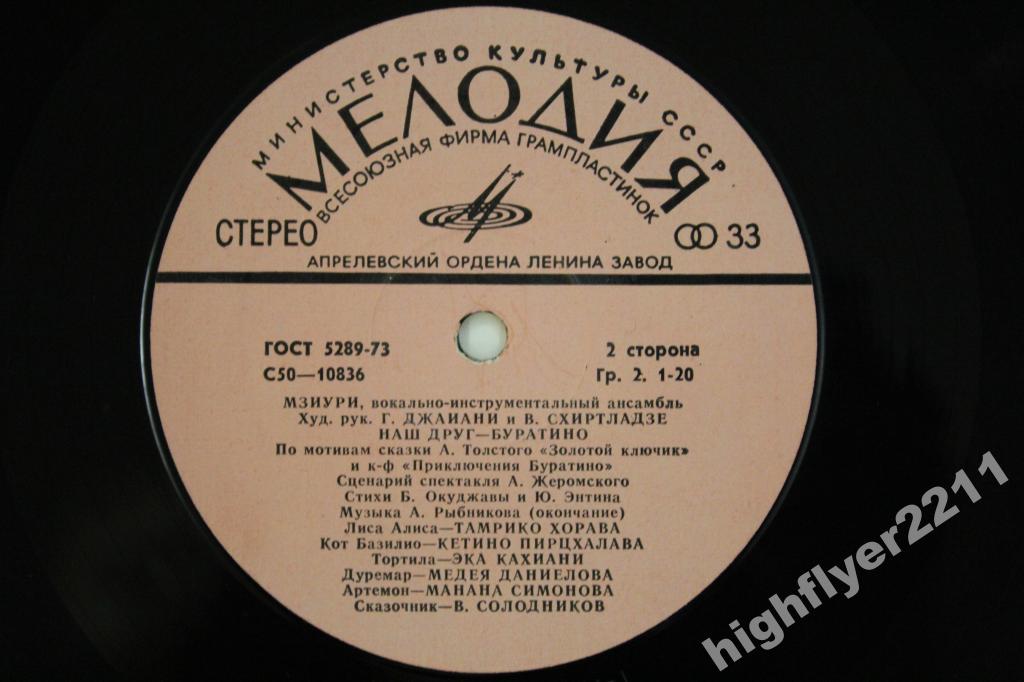 МИНИСТЕРСТВО КУЛЬТУРЫ СССР
МЕЛОДИЯ
ВСЕСОЮЗНАЯ ФИРМА ГРАМПЛАСТИНОК
СТЕРЕО
33
АПРЕЛЕВСКИЙ ОРДЕНА ЛЕНИНА ЗАВОД
ГОСТ 5289-73
2 сторона
С50—10836
Гр. 2. 1-20
МЗИУРИ, вокально-инструментальный ансамбль
Худ. рук. Г. ДЖАИАНИ и В. СХИРТЛАДЗЕ
НАШ ДРУГ—БУРАТИНО
По мотивам сказки А. Толстого «Золотой ключик»
и к-ф «Приключения Буратино»
Сценарий спектакля А. Жеромского
Стихи Б. Окуджавы и Ю. Энтина
Музыка А. Рыбникова (окончание)
Лиса Алиса—ТАМРИКО ХОРАВА
Кот Базилио—КЕТИНО ПИРЦХАЛАВА
Тортила—ЭКА КАХИАНИ
Дуремар—МЕДЕЯ ДАНИЕЛОВА
Артемон—МАНАНА СИМОНОВА
Сказочник—В. СОЛОДНИКОВ
highflyer2211